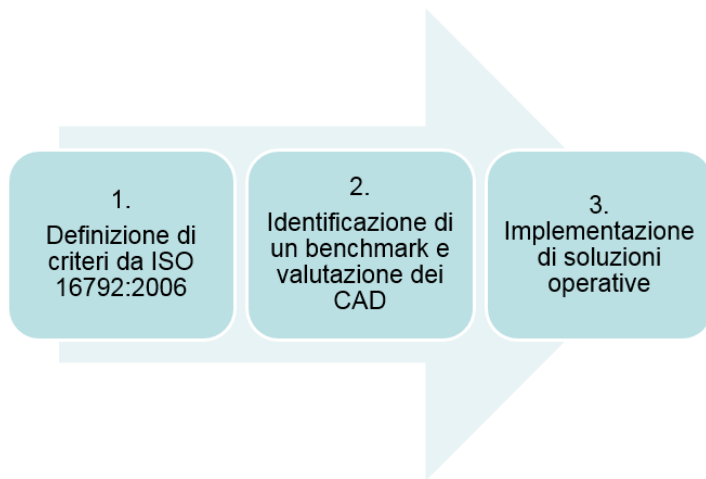 1.
Definizione di
criteri da ISO
16792:2006
2.
Identificazione di
un benchmark e
valutazione dei
CAD
3.
Implementazione
di soluzioni
operative